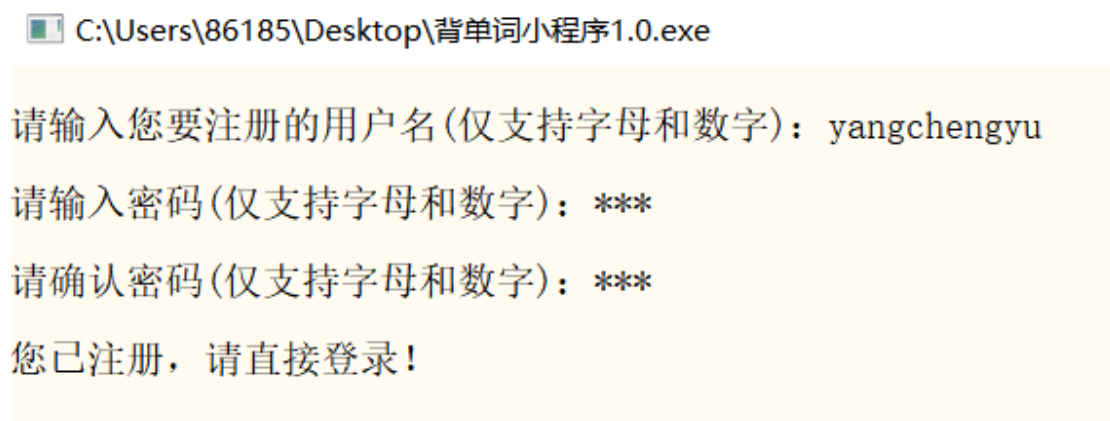 C:\Users\86185\Desktop\背单词小程序1.0.exe
请输入您要注册的用户名(仅支持字母和数字)：yangchengyu
请输入密码(仅支持字母和数字)：***
请确认密码(仅支持字母和数字)：***
您已注册，请直接登录！